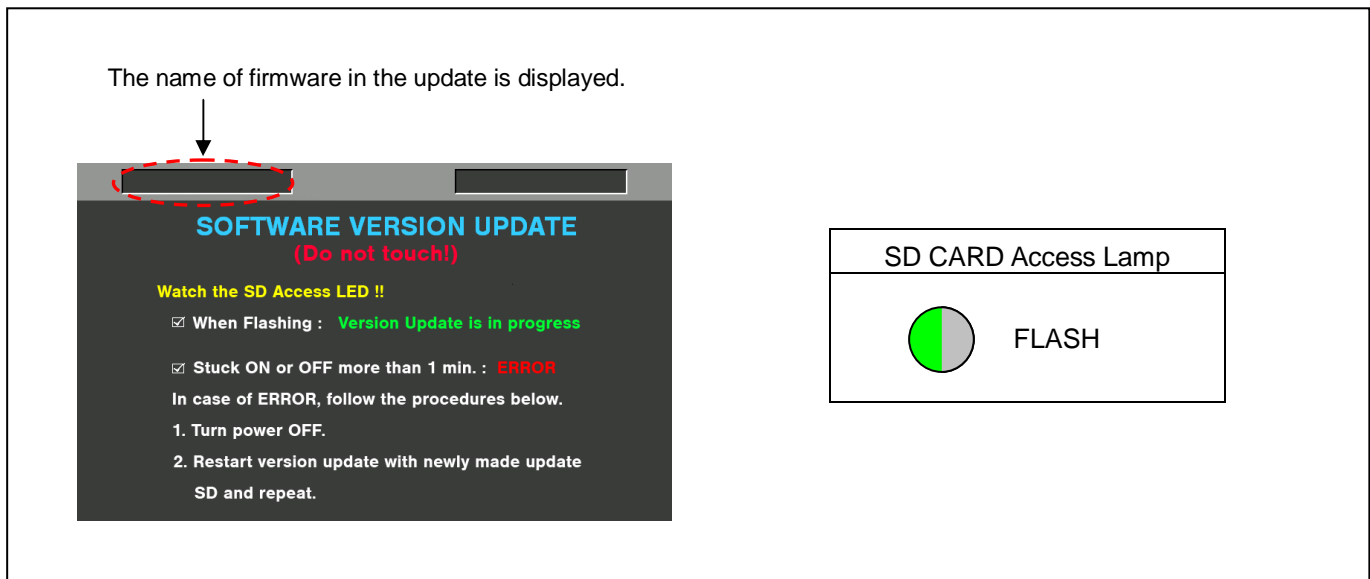 The name of firmware in the update is displayed.
SOFTWARE VERSION UPDATE
(Do not touch!)
Watch the SD Access LED !!
☑ When Flashing : Version Update is in progress
☑ Stuck ON or OFF more than 1 min. : ERROR
In case of ERROR, follow the procedures below.
1. Turn power OFF.
2. Restart version update with newly made update
SD and repeat.
SD CARD Access Lamp
FLASH